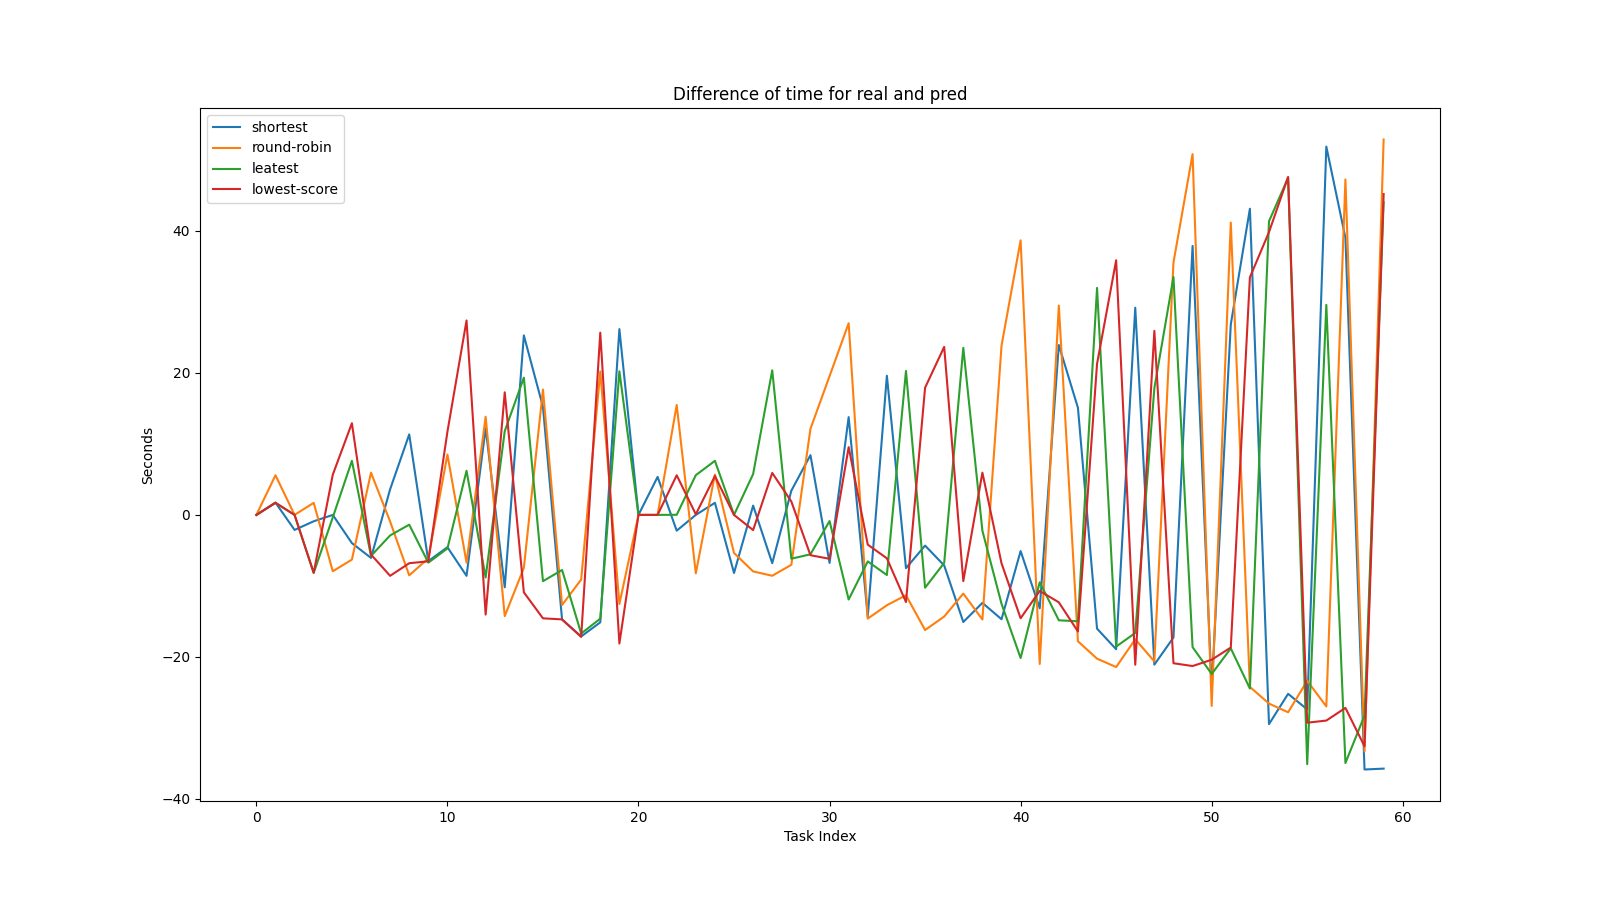 Difference of time for real and pred
shortest
round-robin
leatest
lowest-score
Seconds
40
20
0
−20
−40
0 10 20 30 40 50 60
Task Index